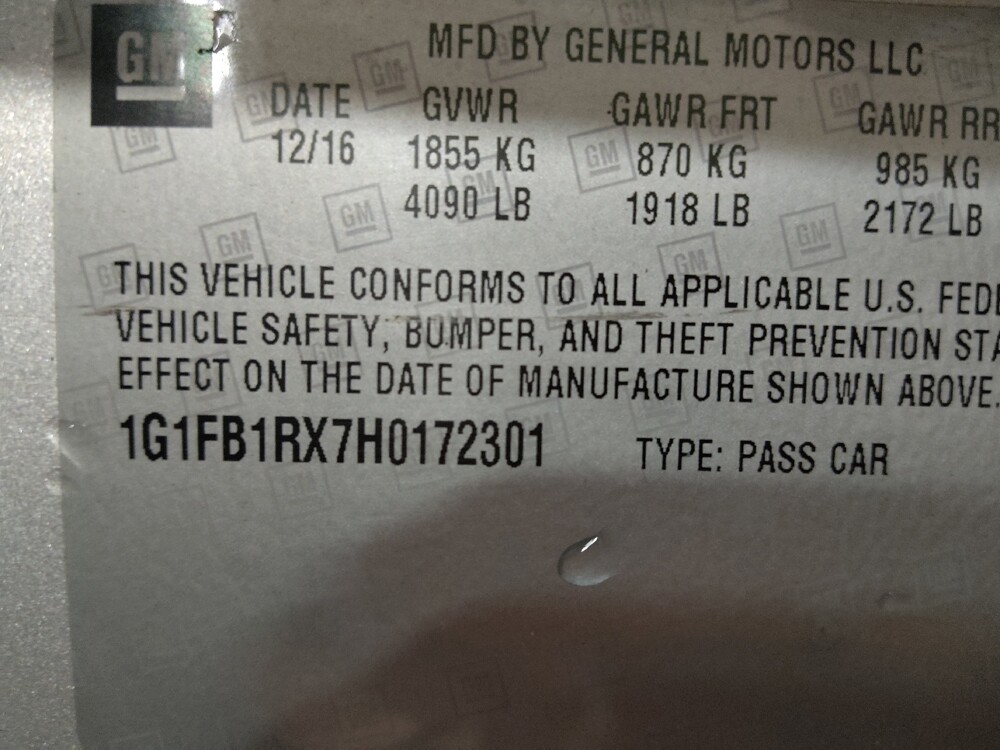 GM
MFD BY GENERAL MOTORS LLC
DATE GVWR GAWR FRT GAWR RR
12/16 1855 KG 870 KG 985 KG
4090 LB 1918 LB 2172 LB
THIS VEHICLE CONFORMS TO ALL APPLICABLE U.S. FEDE
VEHICLE SAFETY, BUMPER, AND THEFT PREVENTION STA
EFFECT ON THE DATE OF MANUFACTURE SHOWN ABOVE.
1G1FB1RX7H0172301 TYPE: PASS CAR